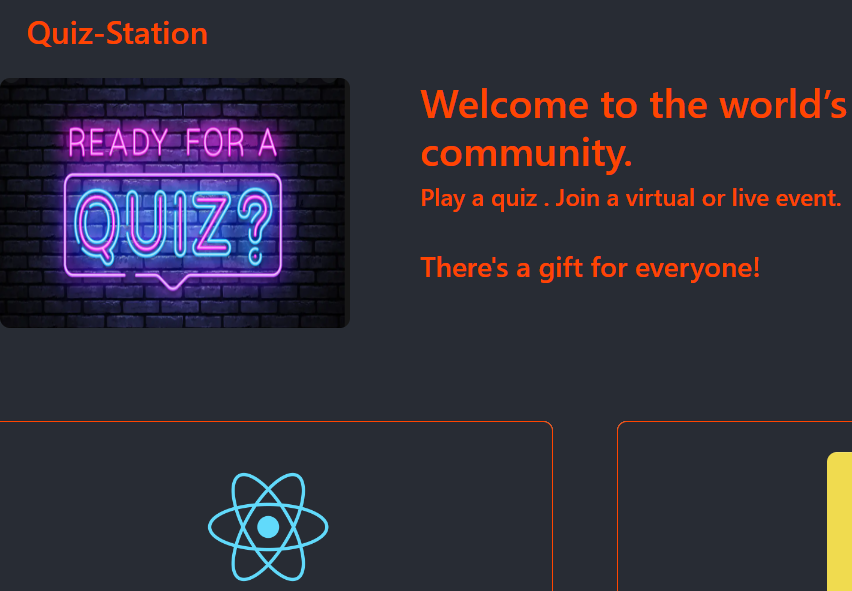 Quiz-Station
READY FOR A
QUIZ?
Welcome to the world’s
community.
Play a quiz . Join a virtual or live event.
There's a gift for everyone!